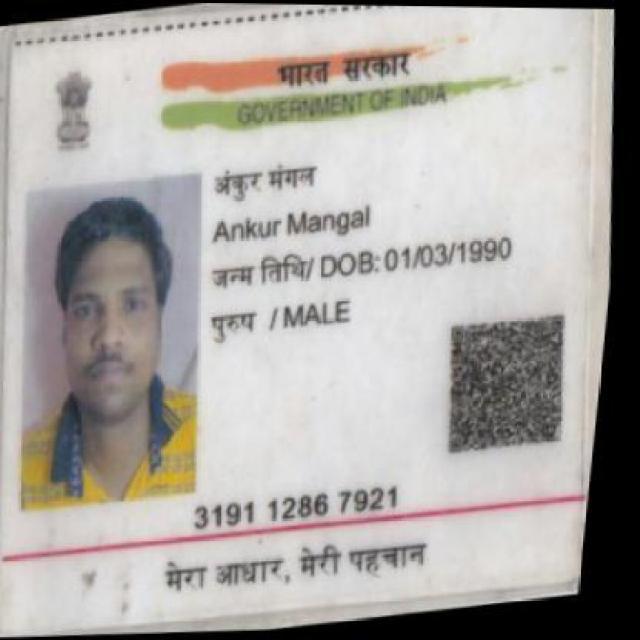 भारत सरकार
GOVERNMENT OF INDIA
अंकुर मंगल
Ankur Mangal
जन्म तिथि/ DOB: 01/03/1990
पुरुष / MALE
3191 1286 7921
मेरा आधार, मेरी पहचान